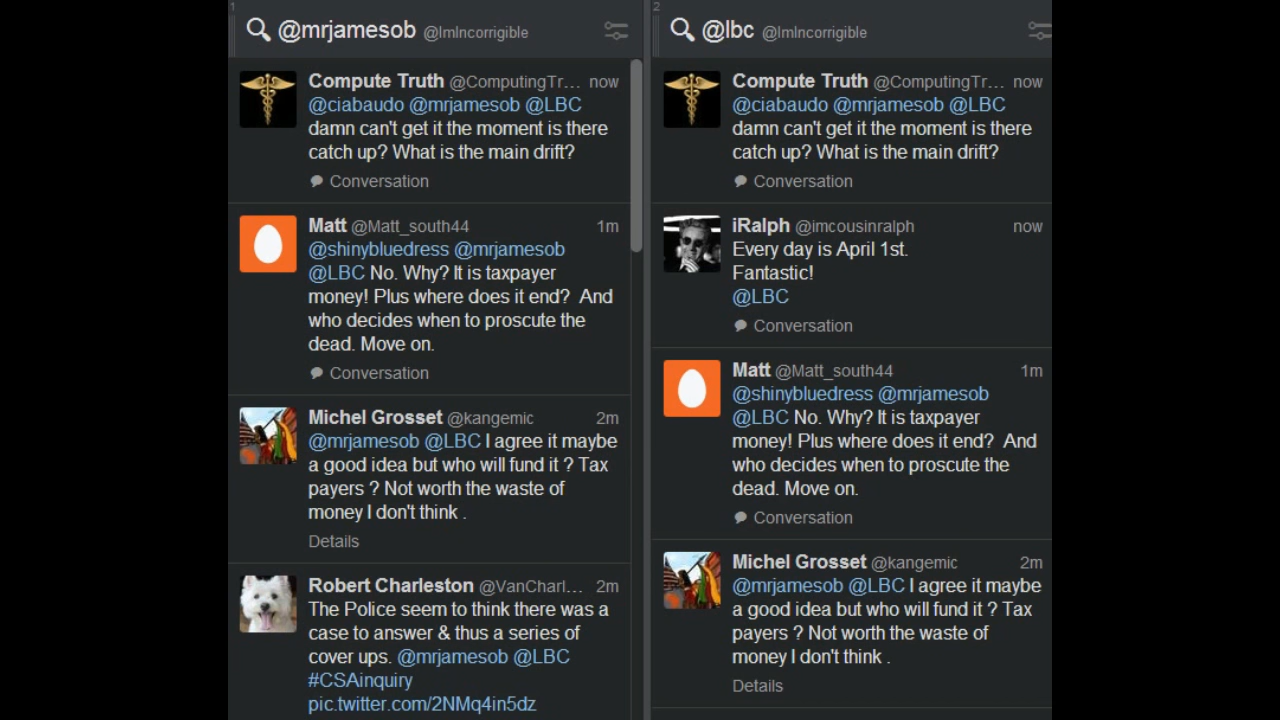 1
@mrjamesob @ImIncorrigible
Compute Truth @ComputingTr... now
@ciabaudo @mrjamesob @LBC
damn can't get it the moment is there
catch up? What is the main drift?
Conversation
Matt @Matt_south44 1m
@shinybluedress @mrjamesob
@LBC No. Why? It is taxpayer
money! Plus where does it end? And
who decides when to proscute the
dead. Move on.
Conversation
Michel Grosset @kangemic 2m
@mrjamesob @LBC I agree it maybe
a good idea but who will fund it ? Tax
payers ? Not worth the waste of
money I don't think .
Details
Robert Charleston @VanCharl... 2m
The Police seem to think there was a
case to answer & thus a series of
cover ups. @mrjamesob @LBC
#CSAinquiry
pic.twitter.com/2NMq4in5dz
2
@lbc @ImIncorrigible
Compute Truth @ComputingTr... now
@ciabaudo @mrjamesob @LBC
damn can't get it the moment is there
catch up? What is the main drift?
Conversation
iRalph @imcousinralph now
Every day is April 1st.
Fantastic!
@LBC
Conversation
Matt @Matt_south44 1m
@shinybluedress @mrjamesob
@LBC No. Why? It is taxpayer
money! Plus where does it end? And
who decides when to proscute the
dead. Move on.
Conversation
Michel Grosset @kangemic 2m
@mrjamesob @LBC I agree it maybe
a good idea but who will fund it ? Tax
payers ? Not worth the waste of
money I don't think .
Details